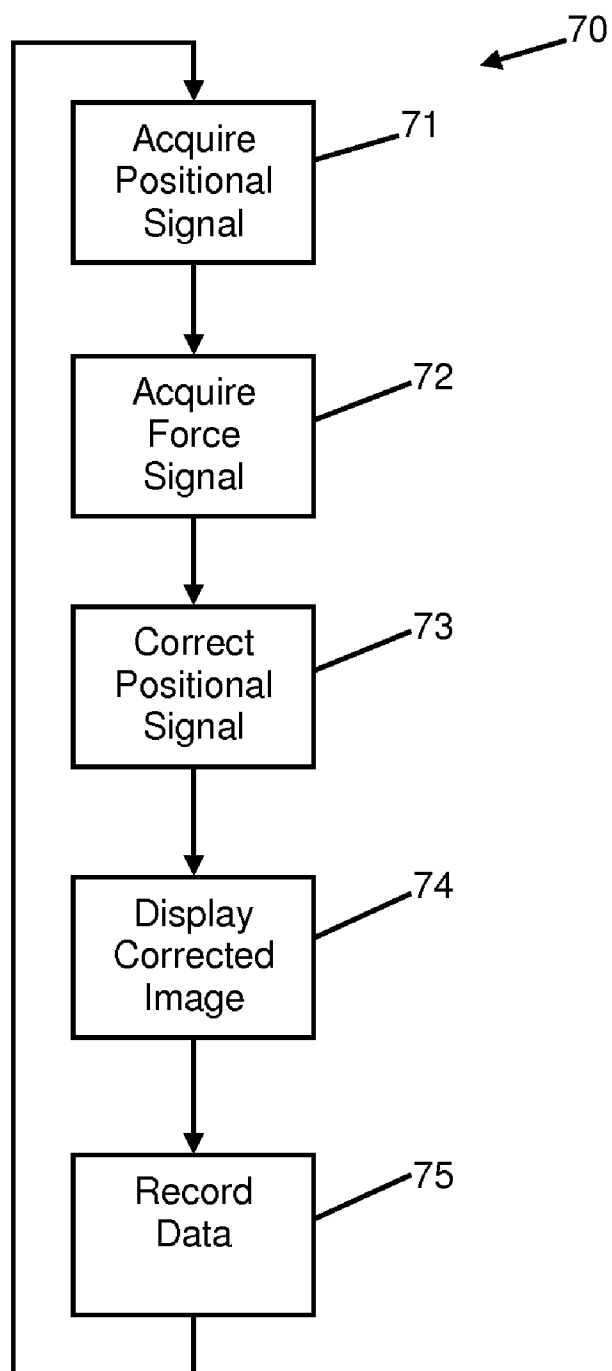 70
71
Acquire
Positional
Signal
72
Acquire
Force
Signal
73
Correct
Positional
Signal
74
Display
Corrected
Image
75
Record
Data